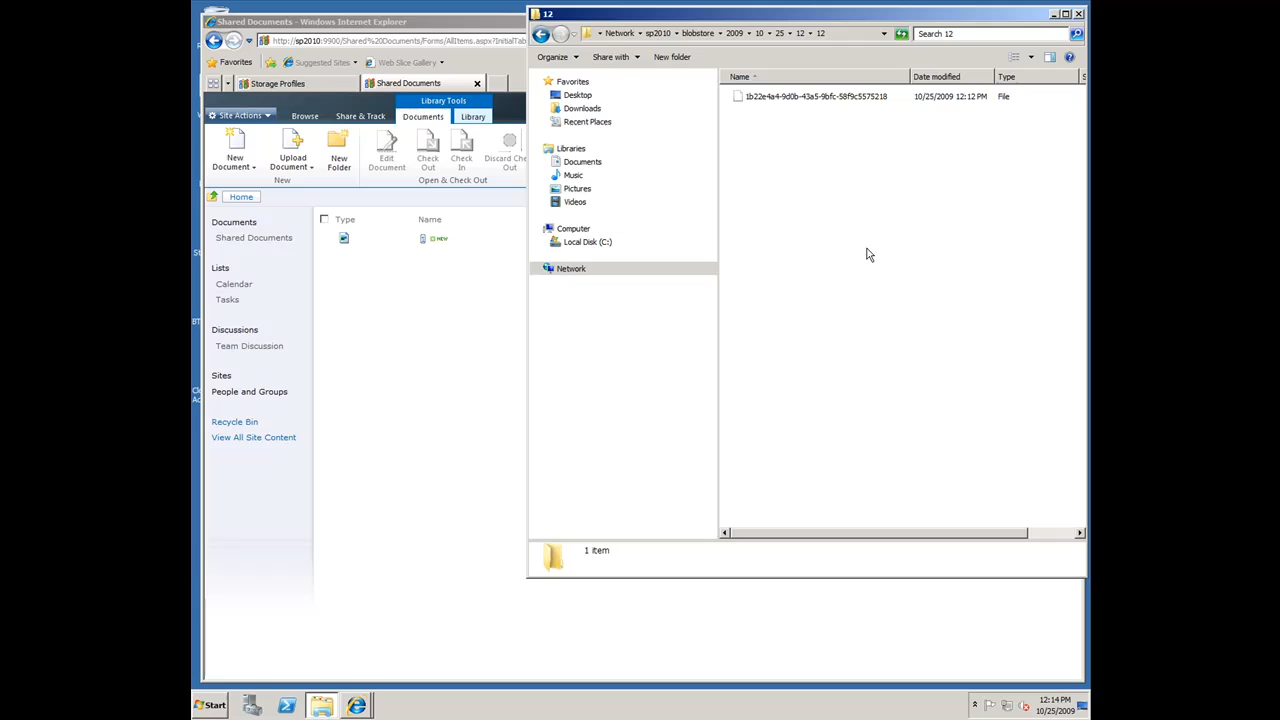 Shared Documents - Windows Internet Explorer
http://sp2010:9900/Shared%20Documents/Forms/AllItems.aspx?InitialTab
Favorites
Suggested Sites
Web Slice Gallery
Storage Profiles
Shared Documents
Library Tools
Site Actions
Browse
Share & Track
Documents
Library
New Document
Upload Document
New Folder
Edit Document
Check Out
Check In
Discard Che
Out
New
Open & Check Out
Home
Type
Name
NEW
Documents
Shared Documents
Lists
Calendar
Tasks
Discussions
Team Discussion
Sites
People and Groups
Recycle Bin
View All Site Content
12
Network sp2010 blobstore 2009 10 25 12 12
Search 12
Organize
Share with
New folder
Favorites
Desktop
Downloads
Recent Places
Libraries
Documents
Music
Pictures
Videos
Computer
Local Disk (C:)
Network
Name
Date modified
Type
S
1b22e4a4-9d0b-43a5-9bfc-58f9c5575218
10/25/2009 12:12 PM
File
1 item
Start
12:14 PM
10/25/2009